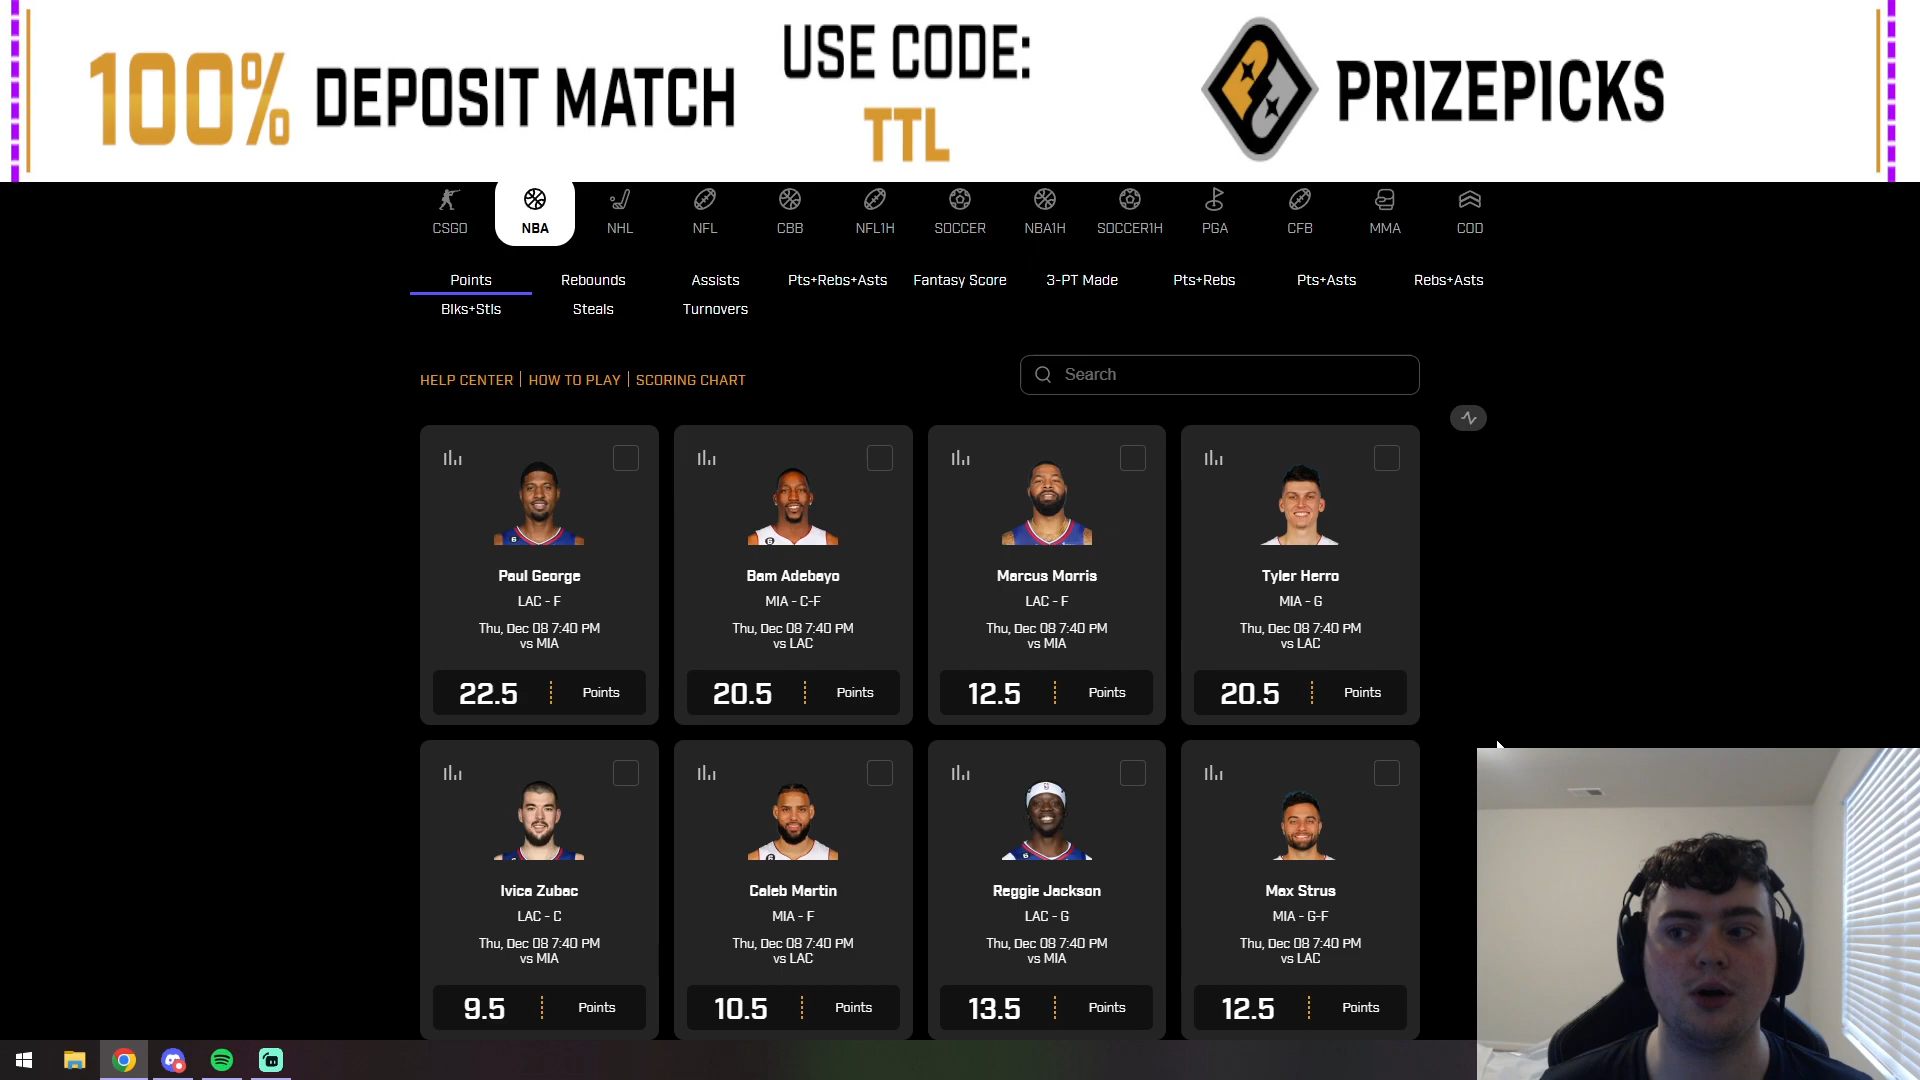 100% DEPOSIT MATCH
USE CODE:
TTL
PRIZEPICKS
CSGO NBA NHL NFL CBB NFL1H SOCCER NBA1H SOCCER1H PGA CFB MMA COD
Points Rebounds Assists Pts+Rebs+Asts Fantasy Score 3-PT Made Pts+Rebs Pts+Asts Rebs+Asts
Blks+Stls Steals Turnovers
HELP CENTER | HOW TO PLAY | SCORING CHART
Search
Paul George
LAC - F
Thu, Dec 08 7:40 PM
vs MIA
22.5 Points
Bam Adebayo
MIA - C-F
Thu, Dec 08 7:40 PM
vs LAC
20.5 Points
Marcus Morris
LAC - F
Thu, Dec 08 7:40 PM
vs MIA
12.5 Points
Tyler Herro
MIA - G
Thu, Dec 08 7:40 PM
vs LAC
20.5 Points
Ivica Zubac
LAC - C
Thu, Dec 08 7:40 PM
vs MIA
9.5 Points
Caleb Martin
MIA - F
Thu, Dec 08 7:40 PM
vs LAC
10.5 Points
Reggie Jackson
LAC - G
Thu, Dec 08 7:40 PM
vs MIA
13.5 Points
Max Strus
MIA - G-F
Thu, Dec 08 7:40 PM
vs LAC
12.5 Points